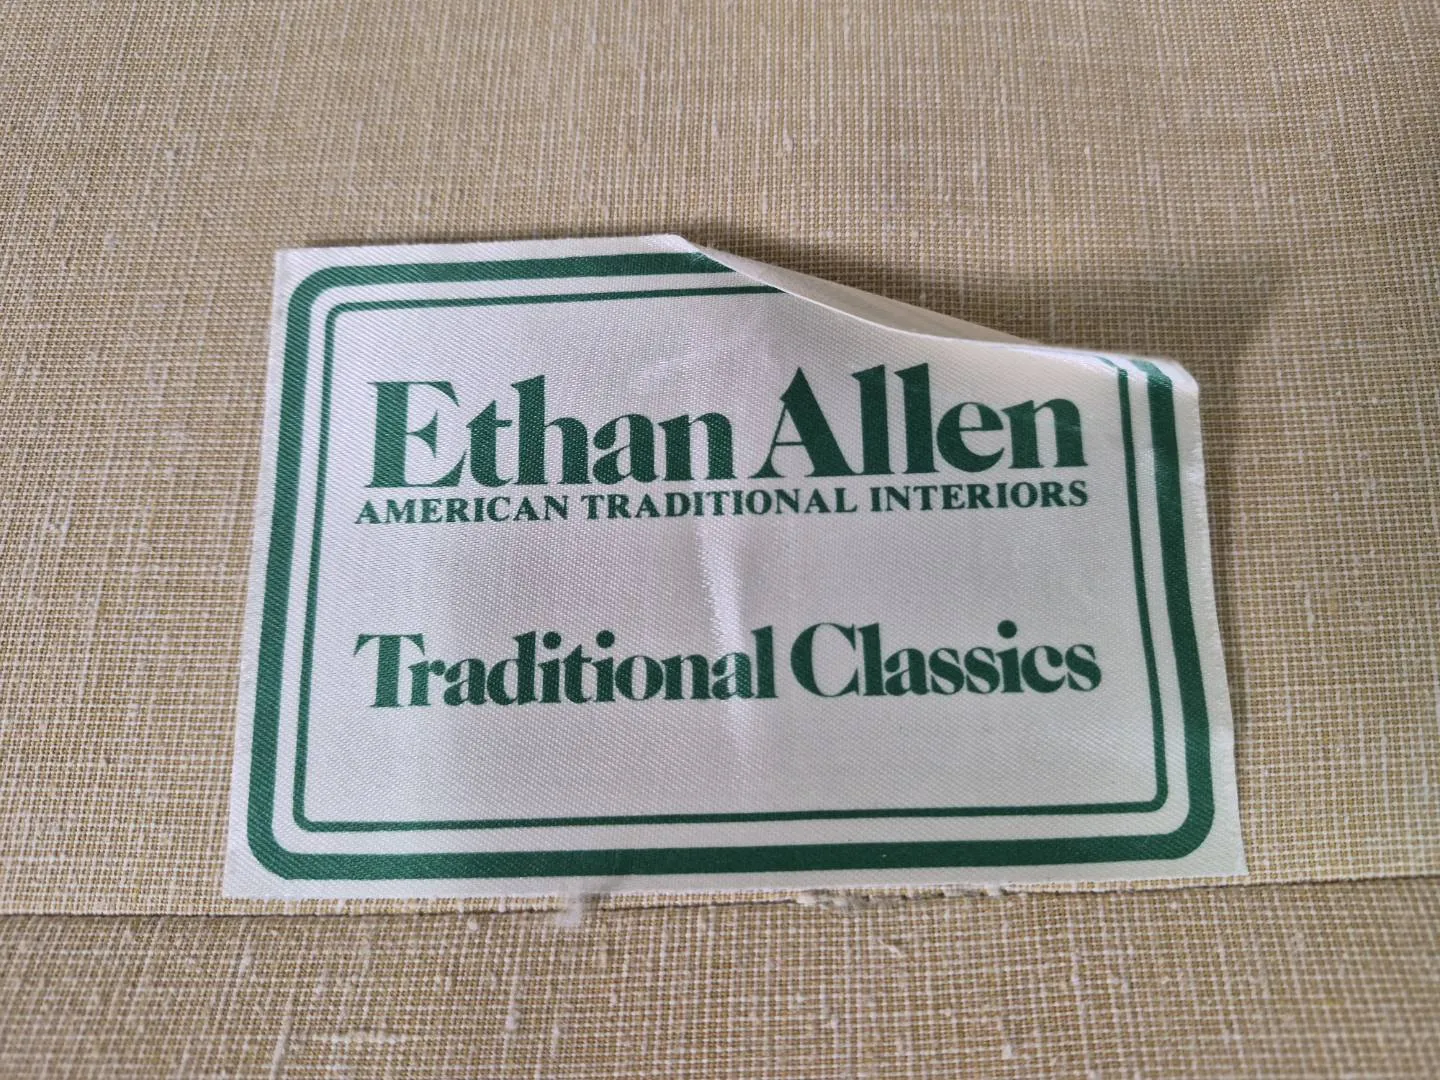 Ethan Allen
AMERICAN TRADITIONAL INTERIORS
Traditional Classics